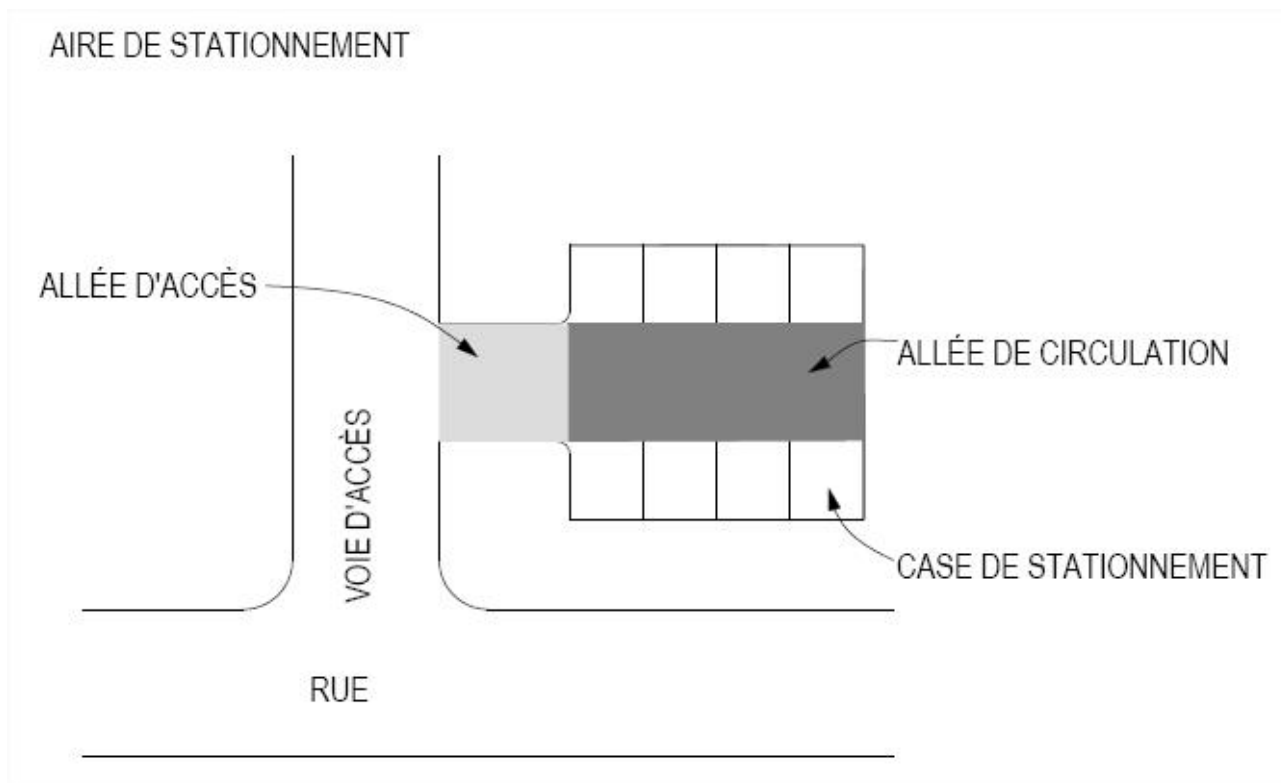 AIRE DE STATIONNEMENT
ALLÉE D'ACCÈS
ALLÉE DE CIRCULATION
VOIE D'ACCÈS
CASE DE STATIONNEMENT
RUE